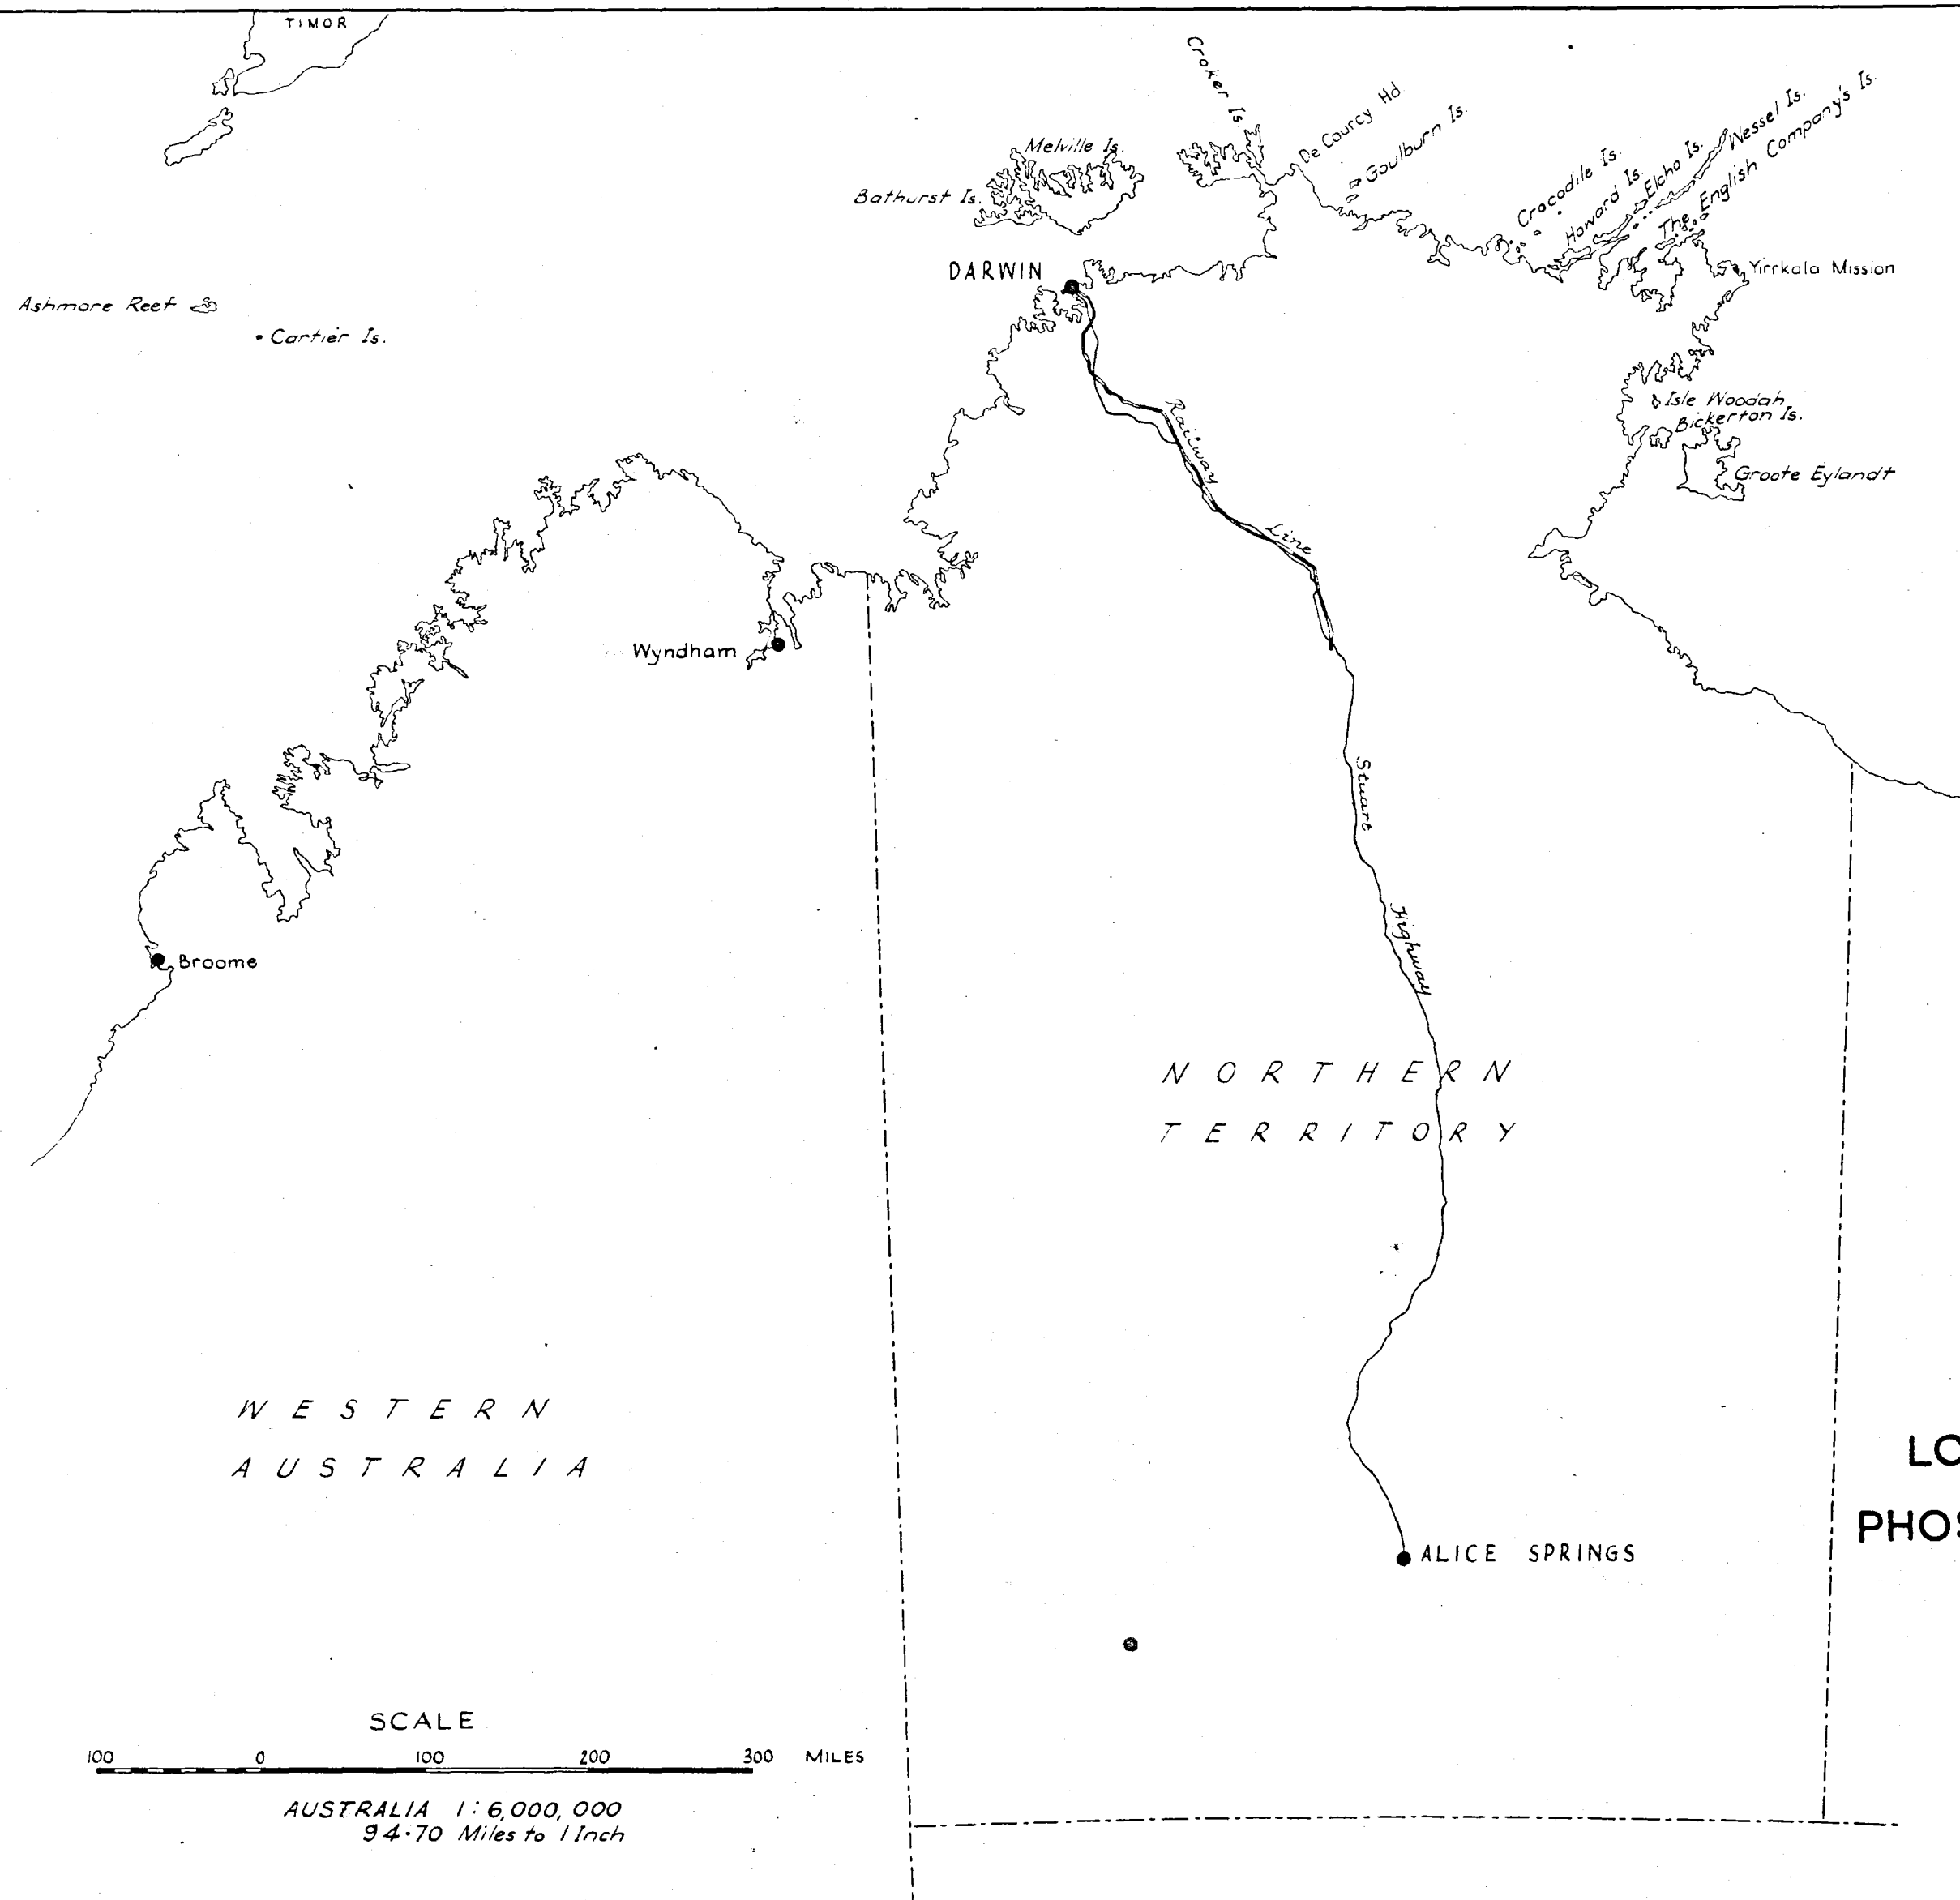 TIMOR
Croker Is.
De Courcy Hd
Goulburn Is.
Melville Is.
Bathurst Is.
Crocodile Is.
Howard Is.
Elcho Is.
Wessel Is.
The English Company's Is.
DARWIN
Yirrkala Mission
Ashmore Reef
Cartier Is.
Isle Woodah
Bickerton Is.
Groote Eylandt
Railway Line
Wyndham
Stuart Highway
Broome
NORTHERN
TERRITORY
WESTERN
AUSTRALIA
LO
PHOS
ALICE SPRINGS
SCALE
100 0 100 200 300 MILES
AUSTRALIA 1:6,000,000
94·70 Miles to 1 Inch